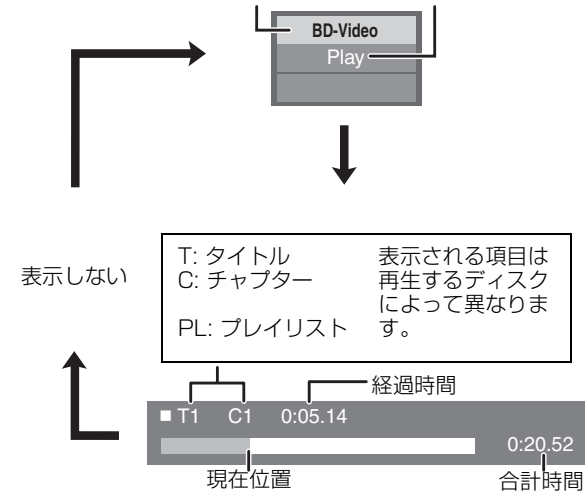 BD-Video
Play
表示しない
T: タイトル
C: チャプター
PL: プレイリスト
表示される項目は
再生するディスク
によって異なりま
す。
経過時間
■ T1 C1 0:05.14
0:20.52
現在位置
合計時間